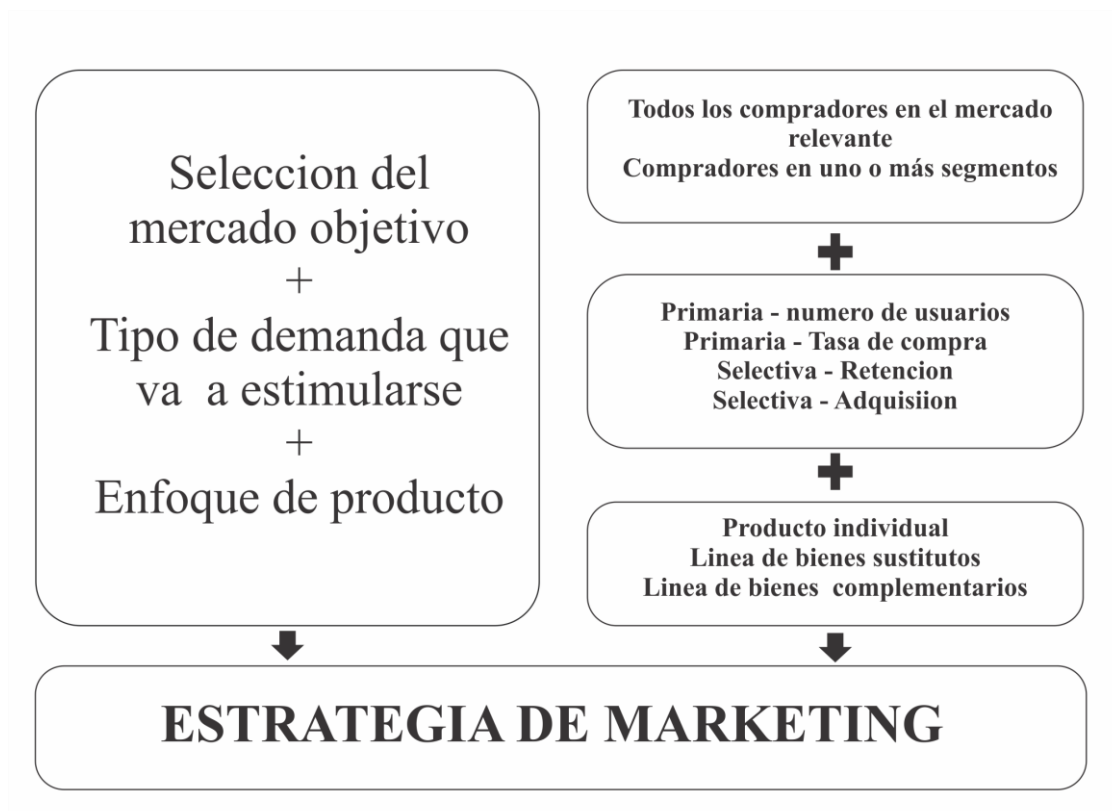 Seleccion del
mercado objetivo
+
Tipo de demanda que
va a estimularse
+
Enfoque de producto
Todos los compradores en el mercado
relevante
Compradores en uno o más segmentos
Primaria - numero de usuarios
Primaria - Tasa de compra
Selectiva - Retencion
Selectiva - Adquisiion
Producto individual
Linea de bienes sustitutos
Linea de bienes complementarios
ESTRATEGIA DE MARKETING